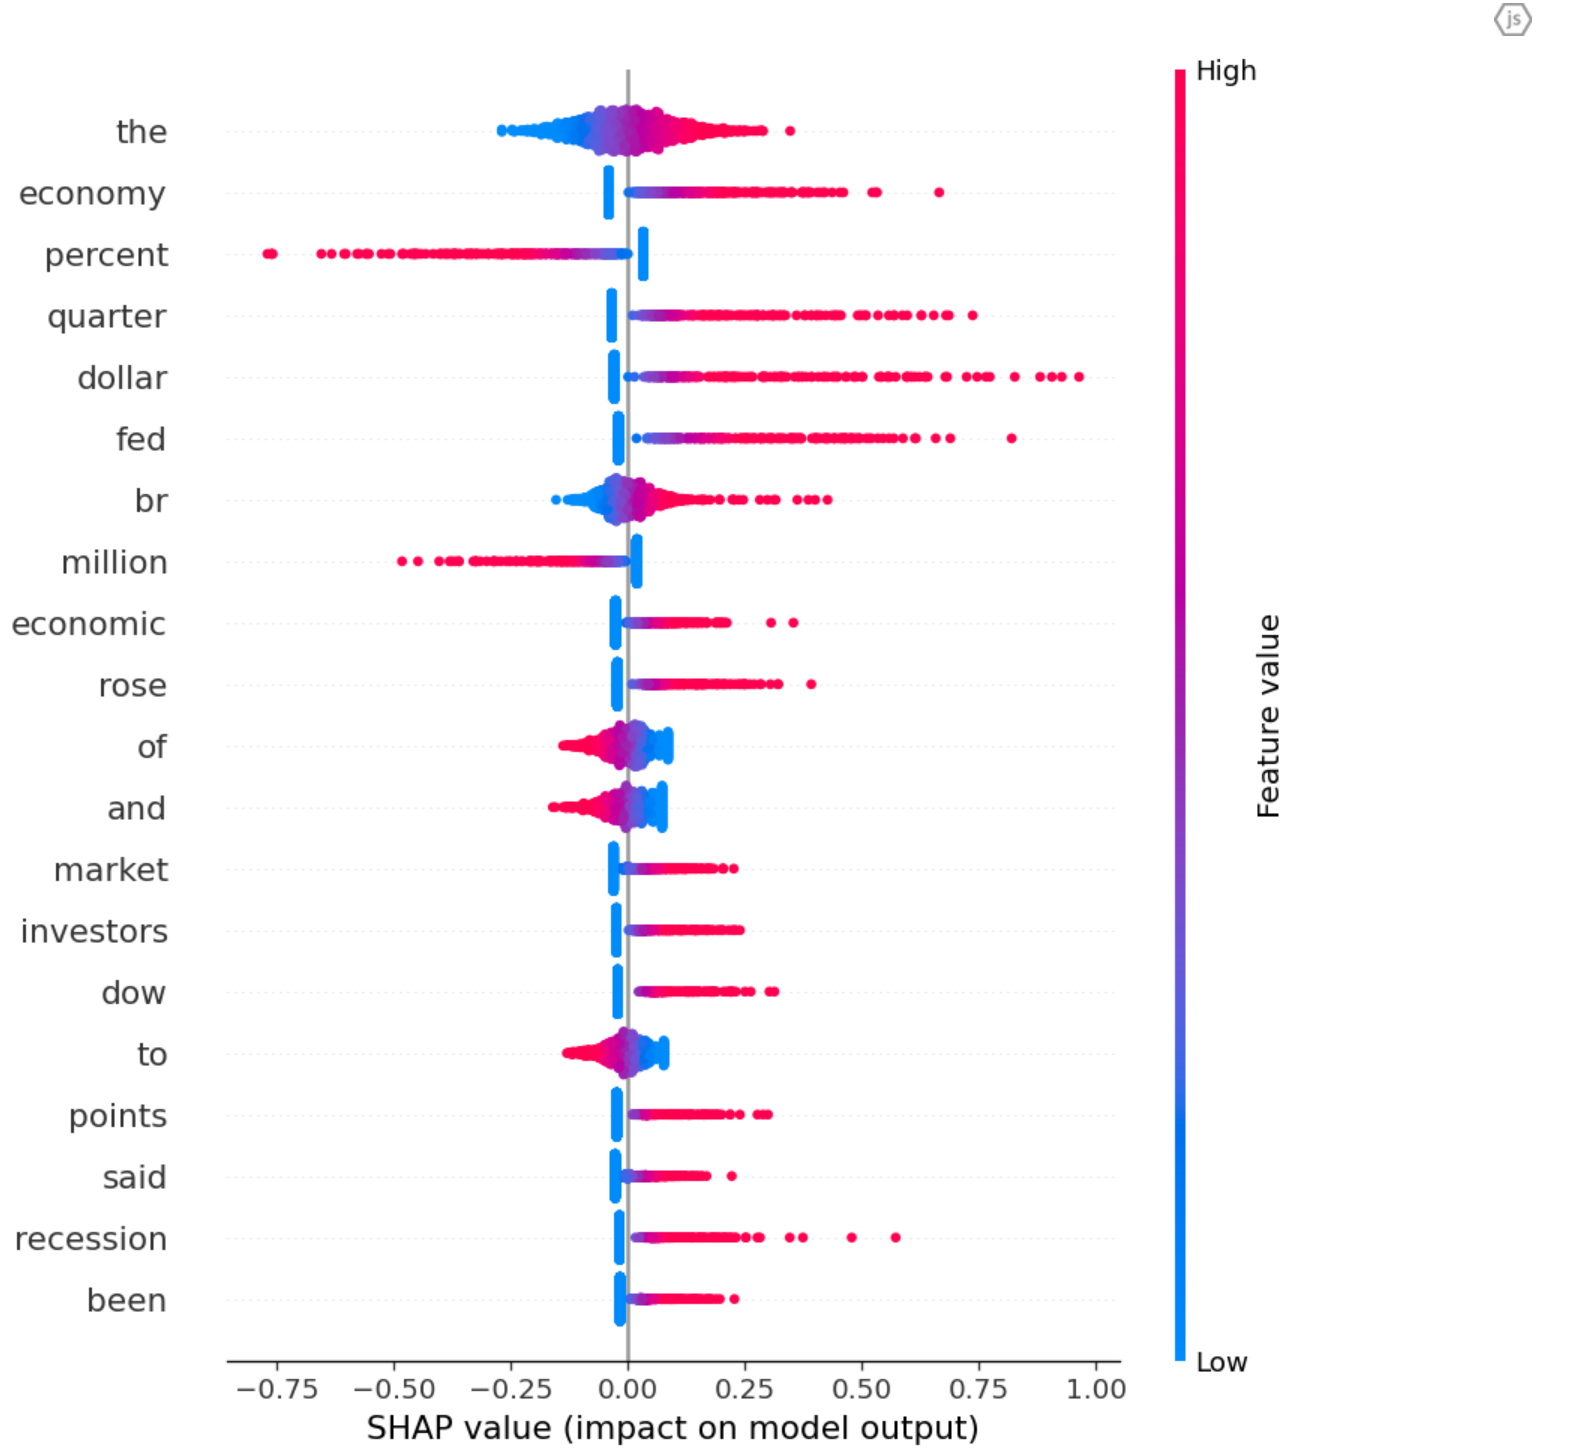 js
High
the
economy
percent
quarter
dollar
fed
br
million
economic
rose
of
and
market
investors
dow
to
points
said
recession
been
Feature value
Low
−0.75 −0.50 −0.25 0.00 0.25 0.50 0.75 1.00
SHAP value (impact on model output)